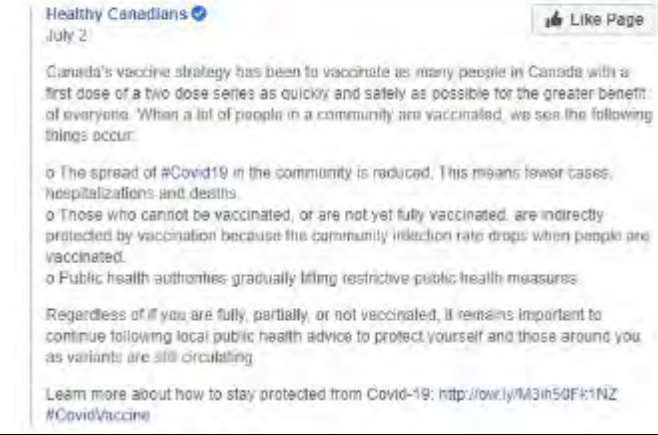 Healthy Canadians
Like Page
July 2
Canada's vaccine strategy has been to vaccinate as many people in Canada with a
first dose of a two dose series as quickly and safely as possible for the greater benefit
of everyone. When a lot of people in a community are vaccinated, we see the following
things occur:
o The spread of #Covid19 in the community is reduced. This means fewer cases,
hospitalizations and deaths.
o Those who cannot be vaccinated, or are not yet fully vaccinated, are indirectly
protected by vaccination because the community infection rate drops when people are
vaccinated.
o Public health authorities gradually lifting restrictive public health measures.
Regardless of if you are fully, partially, or not vaccinated, it remains important to
continue following local public health advice to protect yourself and those around you
as variants are still circulating.
Learn more about how to stay protected from Covid-19:
#CovidVaccine